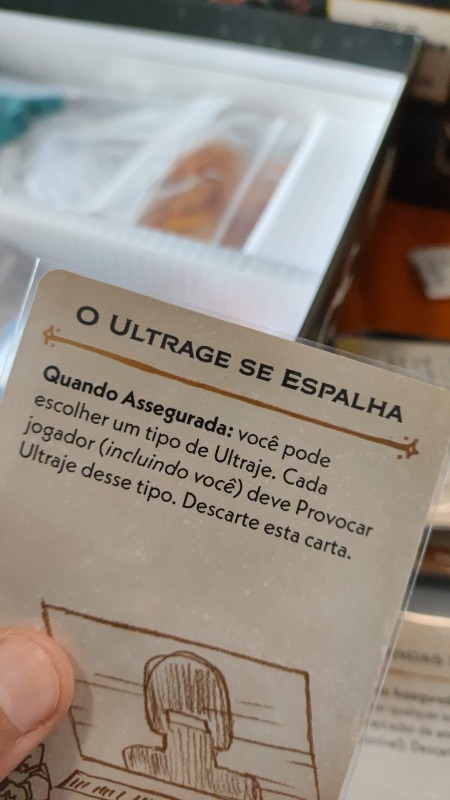 O Ultrage se Espalha
Quando Assegurada: você pode
escolher um tipo de Ultraje. Cada
jogador (incluindo você) deve Provocar
Ultraje desse tipo. Descarte esta carta.